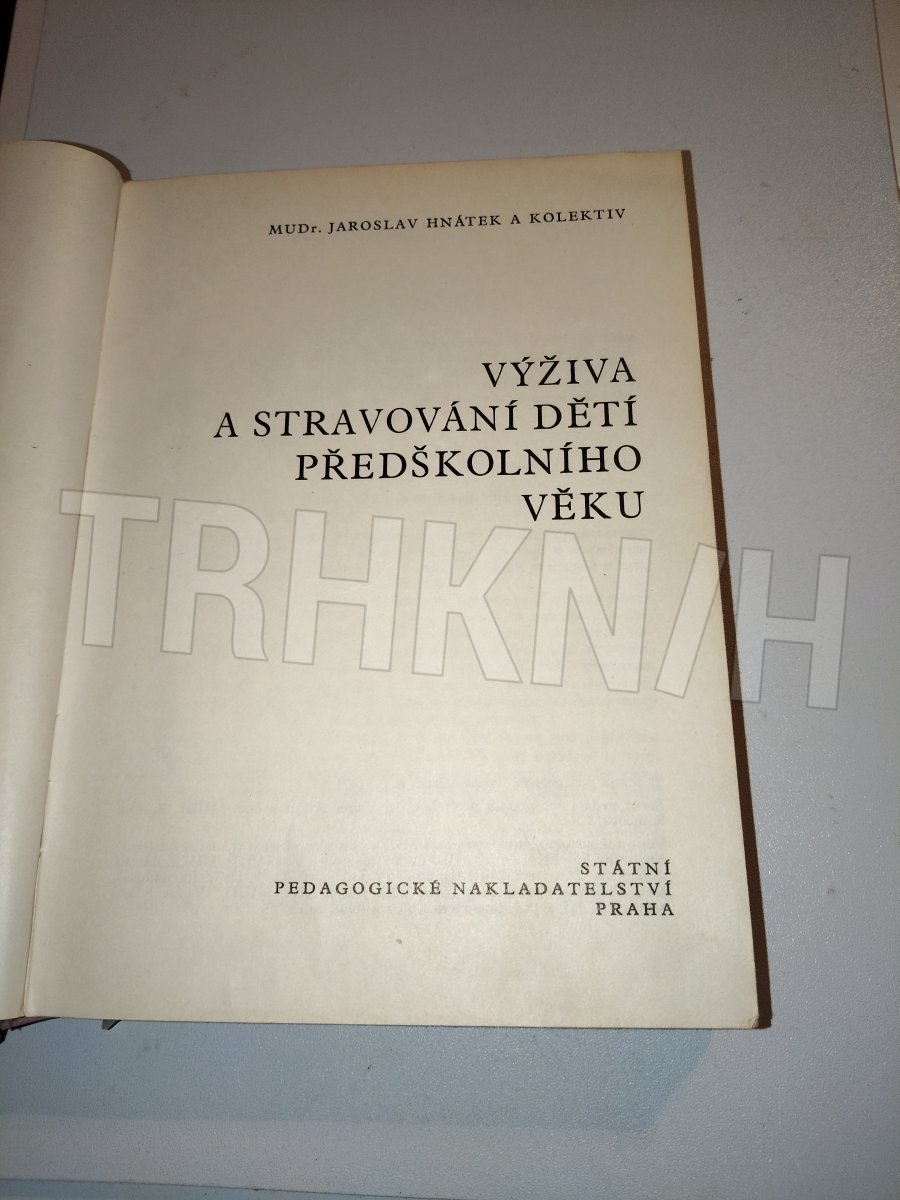 MUDr. JAROSLAV HNÁTEK A KOLEKTIV
VÝŽIVA
A STRAVOVÁNÍ DĚTÍ
PŘEDŠKOLNÍHO
VĚKU
TRHKNIH
STÁTNÍ
PEDAGOGICKÉ NAKLADATELSTVÍ
PRAHA